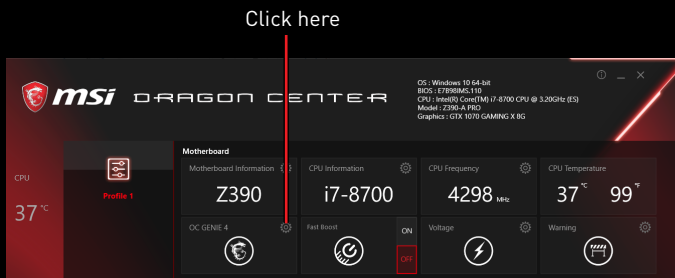 Click here
msi DRAGON CENTER
OS : Windows 10 64-bit
BIOS : E7B98IMS.110
CPU : Intel(R) Core(TM) i7-8700 CPU @ 3.20GHz (ES)
Model : Z390-A PRO
Graphics : GTX 1070 GAMING X 8G
CPU
37 °C
Profile 1
Motherboard
Motherboard Information
Z390
CPU Information
i7-8700
CPU Frequency
4298 MHz
CPU Temperature
37 °C 99 °F
OC GENIE 4
Fast Boost
ON
OFF
Voltage
Warning